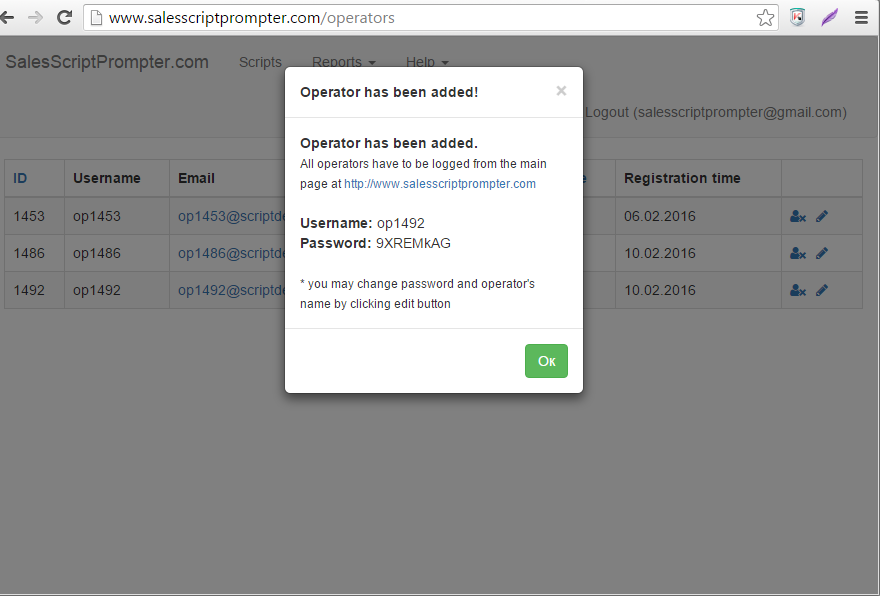 www.salesscriptprompter.com/operators
SalesScriptPrompter.com Scripts Reports Help
Logout (salesscriptprompter@gmail.com)
Operator has been added! ×
Operator has been added.
All operators have to be logged from the main
page at http://www.salesscriptprompter.com
Username: op1492
Password: 9XREMkAG
* you may change password and operator's
name by clicking edit button
Ok
ID Username Email Registration time
1453 op1453 op1453@scriptde 06.02.2016
1486 op1486 op1486@scriptde 10.02.2016
1492 op1492 op1492@scriptde 10.02.2016